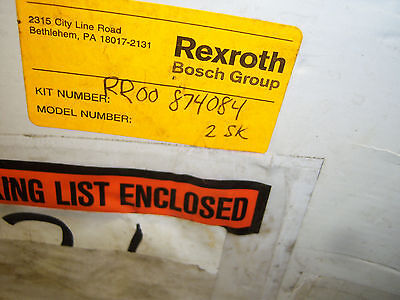 2315 City Line Road
Bethlehem, PA 18017-2131
Rexroth
Bosch Group
KIT NUMBER: RR00 874084
MODEL NUMBER: 2 SK
ING LIST ENCLOSED